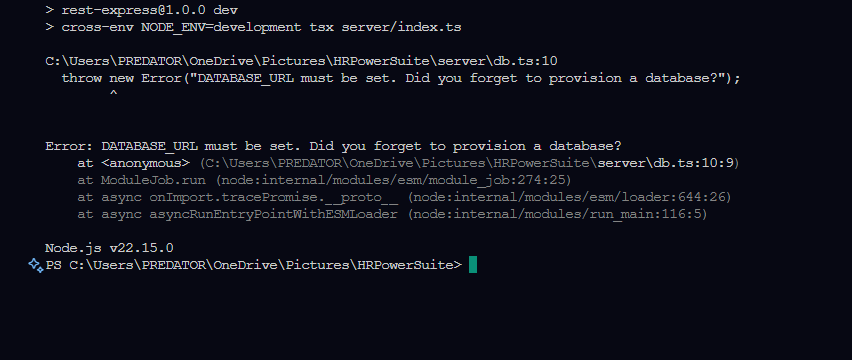 > rest-express@1.0.0 dev
> cross-env NODE_ENV=development tsx server/index.ts
C:\Users\PREDATOR\OneDrive\Pictures\HRPowerSuite\server\db.ts:10
throw new Error("DATABASE_URL must be set. Did you forget to provision a database?");
^
Error: DATABASE_URL must be set. Did you forget to provision a database?
at <anonymous> (C:\Users\PREDATOR\OneDrive\Pictures\HRPowerSuite\server\db.ts:10:9)
at ModuleJob.run (node:internal/modules/esm/module_job:274:25)
at async onImport.tracePromise.__proto__ (node:internal/modules/esm/loader:644:26)
at async asyncRunEntryPointWithESMLoader (node:internal/modules/run_main:116:5)
Node.js v22.15.0
PS C:\Users\PREDATOR\OneDrive\Pictures\HRPowerSuite>